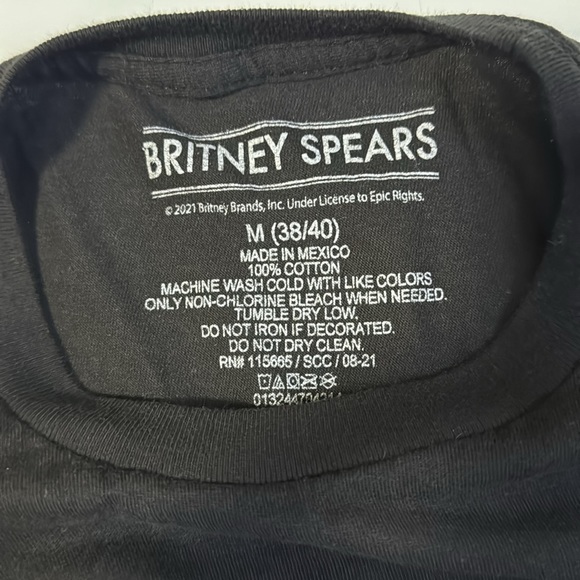 BRITNEY SPEARS
© 2021 Britney Brands, Inc. Under License to Epic Rights.
M (38/40)
MADE IN MEXICO
100% COTTON
MACHINE WASH COLD WITH LIKE COLORS
ONLY NON-CHLORINE BLEACH WHEN NEEDED.
TUMBLE DRY LOW.
DO NOT IRON IF DECORATED.
DO NOT DRY CLEAN.
RN# 115665 / SCC / 08-21